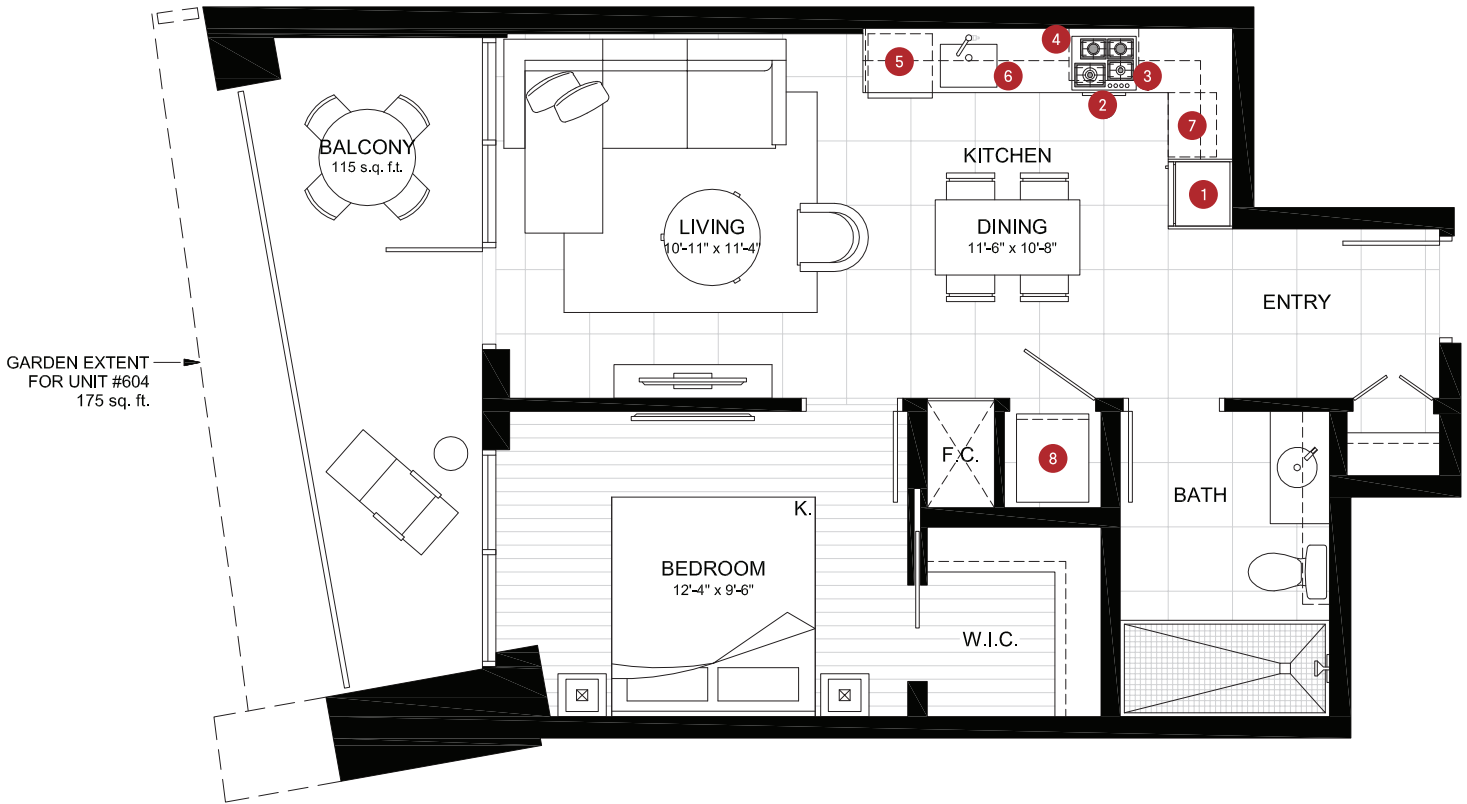 4
5
6
3
2
7
BALCONY
115 s.q. f.t.
KITCHEN
1
LIVING
10'-11" x 11'-4"
DINING
11'-6" x 10'-8"
ENTRY
GARDEN EXTENT
FOR UNIT #604
175 sq. ft.
F.C.
8
BATH
K.
BEDROOM
12'-4" x 9'-6"
W.I.C.